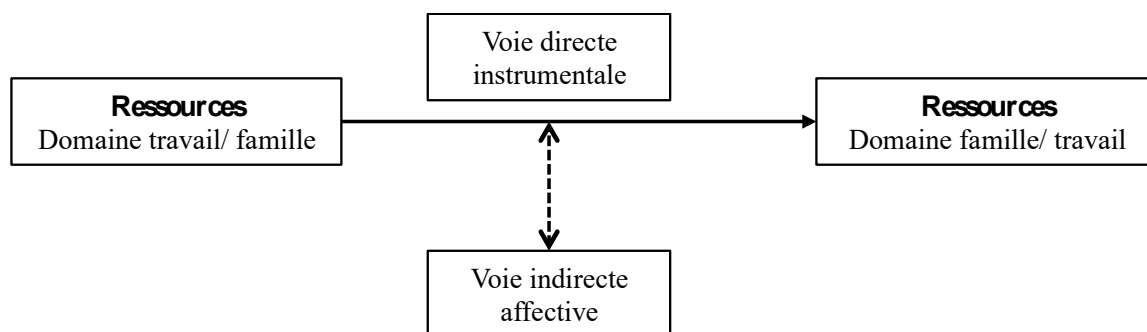 Voie directe
instrumentale
Ressources
Domaine travail/ famille
Ressources
Domaine famille/ travail
Voie indirecte
affective